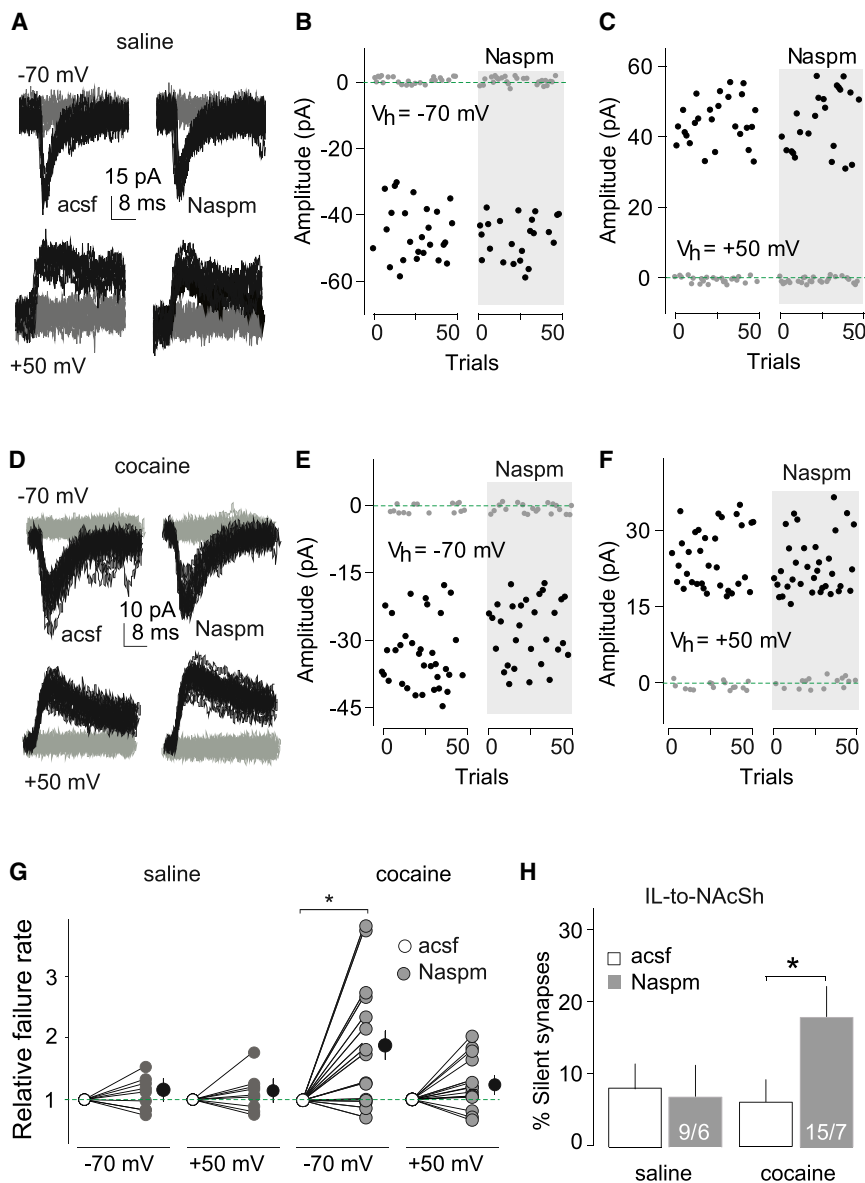 A
saline
-70 mV
15 pA
8 ms
acsf
Naspm
+50 mV
B
Naspm
Amplitude (pA)
0
-20
-40
-60
Vh = -70 mV
0 50 0 50
Trials
C
Naspm
Amplitude (pA)
60
40
20
0
Vh = +50 mV
0 50 0 50
Trials
D
cocaine
-70 mV
10 pA
8 ms
acsf
Naspm
+50 mV
E
Naspm
Amplitude (pA)
0
-15
-30
-45
Vh = -70 mV
0 50 0 50
Trials
F
Naspm
Amplitude (pA)
30
15
0
Vh = +50 mV
0 50 0 50
Trials
G
saline cocaine
*
acsf
Naspm
Relative failure rate
3
2
1
-70 mV +50 mV -70 mV +50 mV
H
IL-to-NAcSh
% Silent synapses
30
20
10
0
acsf
Naspm
*
9/6 15/7
saline cocaine